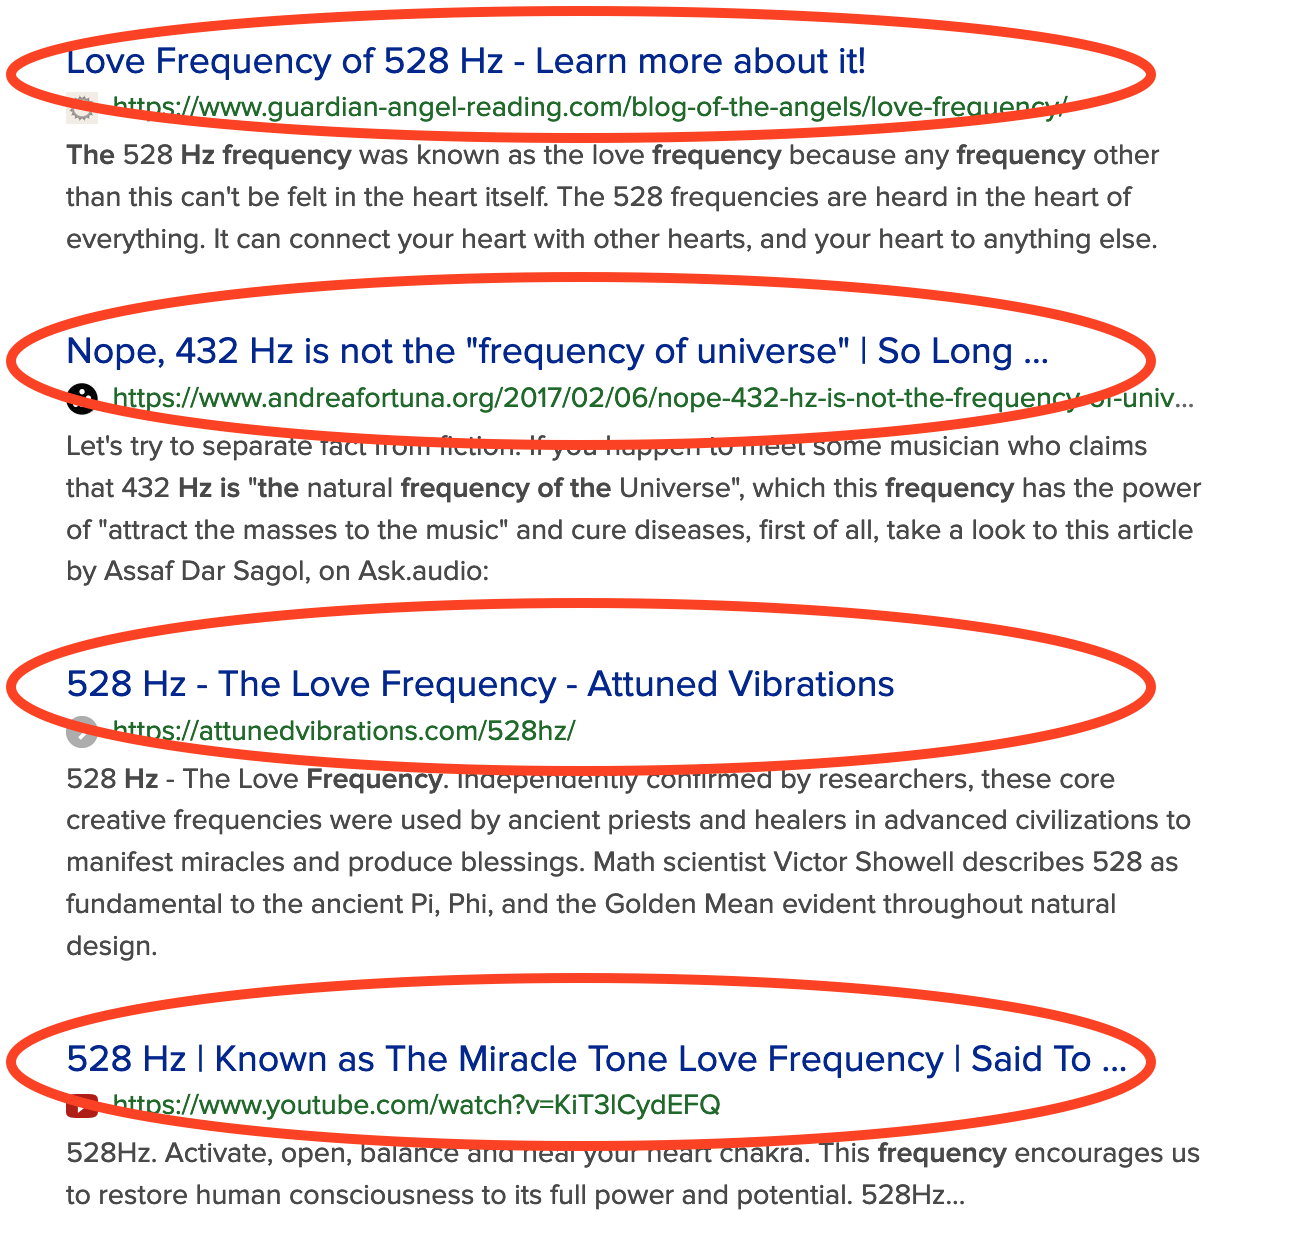 Love Frequency of 528 Hz - Learn more about it!
https://www.guardian-angel-reading.com/blog-of-the-angels/love-frequency/
The 528 Hz frequency was known as the love frequency because any frequency other
than this can't be felt in the heart itself. The 528 frequencies are heard in the heart of
everything. It can connect your heart with other hearts, and your heart to anything else.
Nope, 432 Hz is not the "frequency of universe" | So Long ...
https://www.andreafortuna.org/2017/02/06/nope-432-hz-is-not-the-frequency-of-univ...
Let's try to separate fact from fiction. If you happen to meet some musician who claims
that 432 Hz is "the natural frequency of the Universe", which this frequency has the power
of "attract the masses to the music" and cure diseases, first of all, take a look to this article
by Assaf Dar Sagol, on Ask.audio:
528 Hz - The Love Frequency - Attuned Vibrations
https://attunedvibrations.com/528hz/
528 Hz - The Love Frequency. Independently confirmed by researchers, these core
creative frequencies were used by ancient priests and healers in advanced civilizations to
manifest miracles and produce blessings. Math scientist Victor Showell describes 528 as
fundamental to the ancient Pi, Phi, and the Golden Mean evident throughout natural
design.
528 Hz | Known as The Miracle Tone Love Frequency | Said To ...
https://www.youtube.com/watch?v=KiT3lCydEFQ
528Hz. Activate, open, balance and heal your heart chakra. This frequency encourages us
to restore human consciousness to its full power and potential. 528Hz...